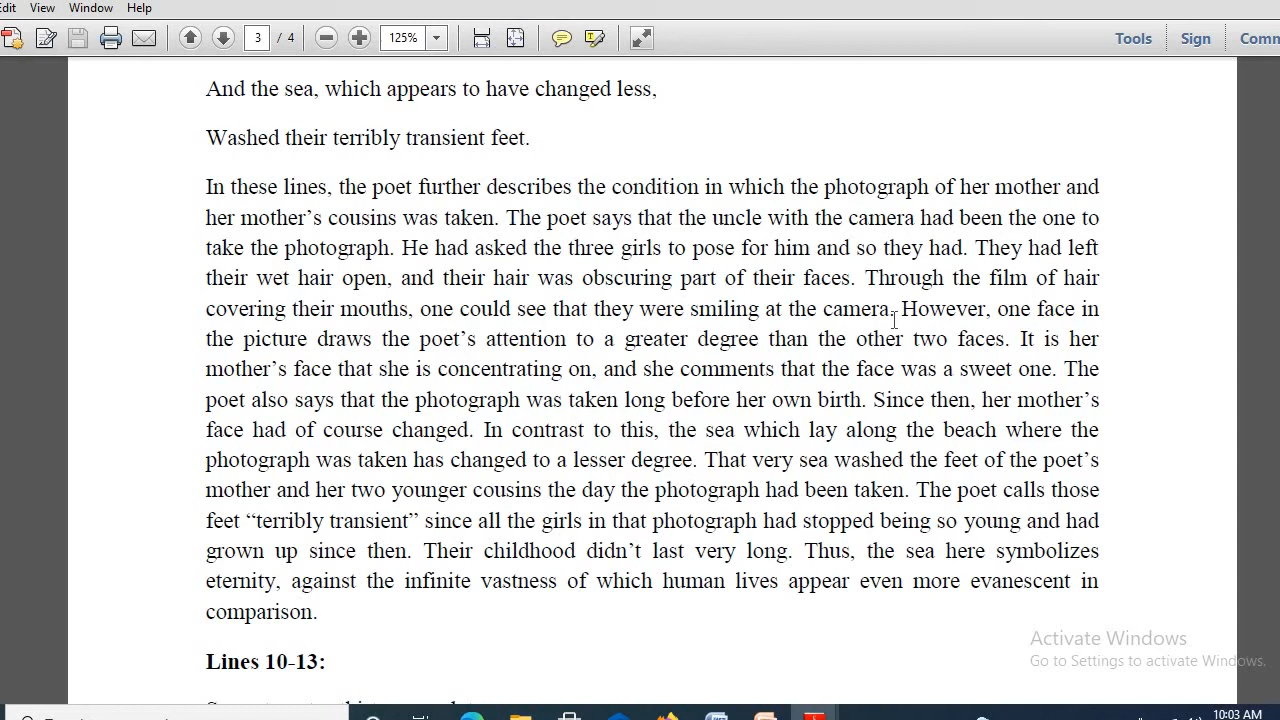 Edit View Window Help
3 / 4 125% Tools Sign Comm
And the sea, which appears to have changed less,
Washed their terribly transient feet.
In these lines, the poet further describes the condition in which the photograph of her mother and
her mother’s cousins was taken. The poet says that the uncle with the camera had been the one to
take the photograph. He had asked the three girls to pose for him and so they had. They had left
their wet hair open, and their hair was obscuring part of their faces. Through the film of hair
covering their mouths, one could see that they were smiling at the camera. However, one face in
the picture draws the poet’s attention to a greater degree than the other two faces. It is her
mother’s face that she is concentrating on, and she comments that the face was a sweet one. The
poet also says that the photograph was taken long before her own birth. Since then, her mother’s
face had of course changed. In contrast to this, the sea which lay along the beach where the
photograph was taken has changed to a lesser degree. That very sea washed the feet of the poet’s
mother and her two younger cousins the day the photograph had been taken. The poet calls those
feet “terribly transient” since all the girls in that photograph had stopped being so young and had
grown up since then. Their childhood didn’t last very long. Thus, the sea here symbolizes
eternity, against the infinite vastness of which human lives appear even more evanescent in
comparison.
Activate Windows
Go to Settings to activate Windows.
Lines 10-13:
10:03 AM